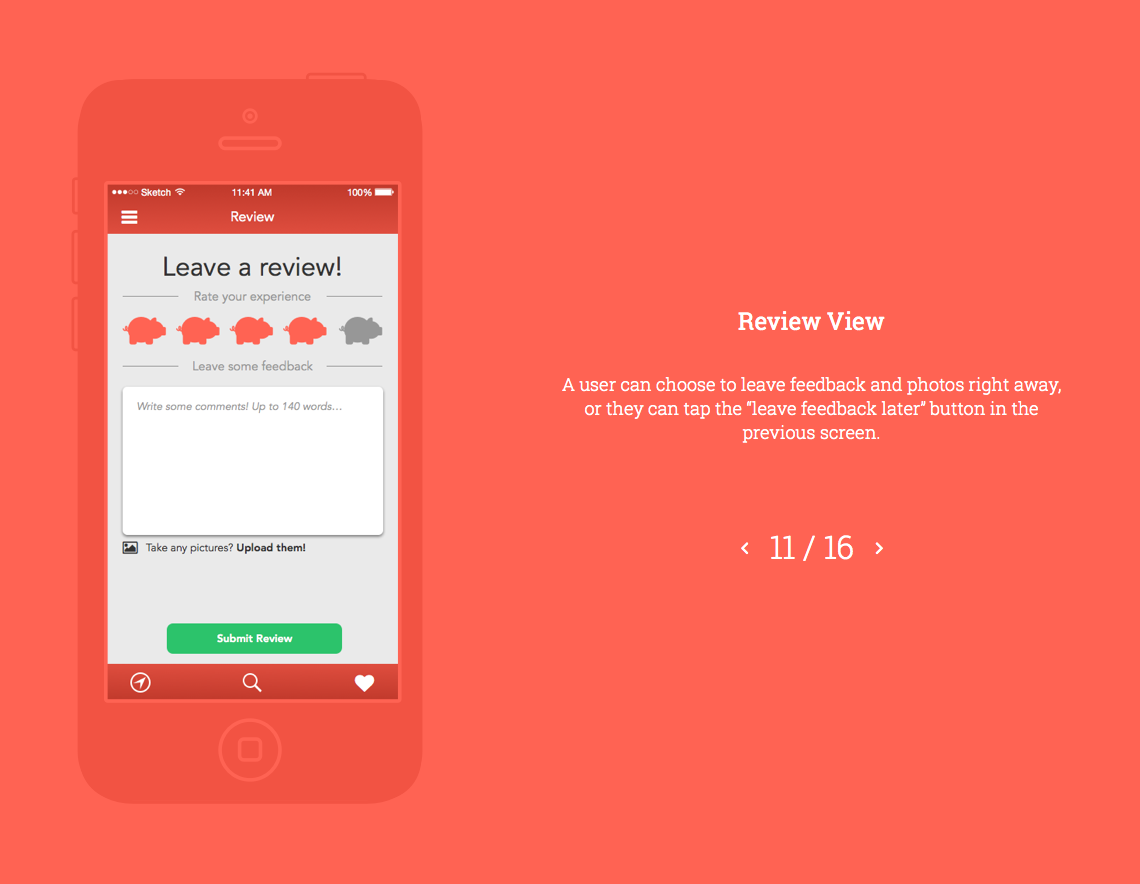 Sketch 11:41 AM 100%
Review
Leave a review!
Rate your experience
Leave some feedback
Write some comments! Up to 140 words...
Take any pictures? Upload them!
Submit Review
Review View
A user can choose to leave feedback and photos right away,
or they can tap the “leave feedback later” button in the
previous screen.
11 / 16